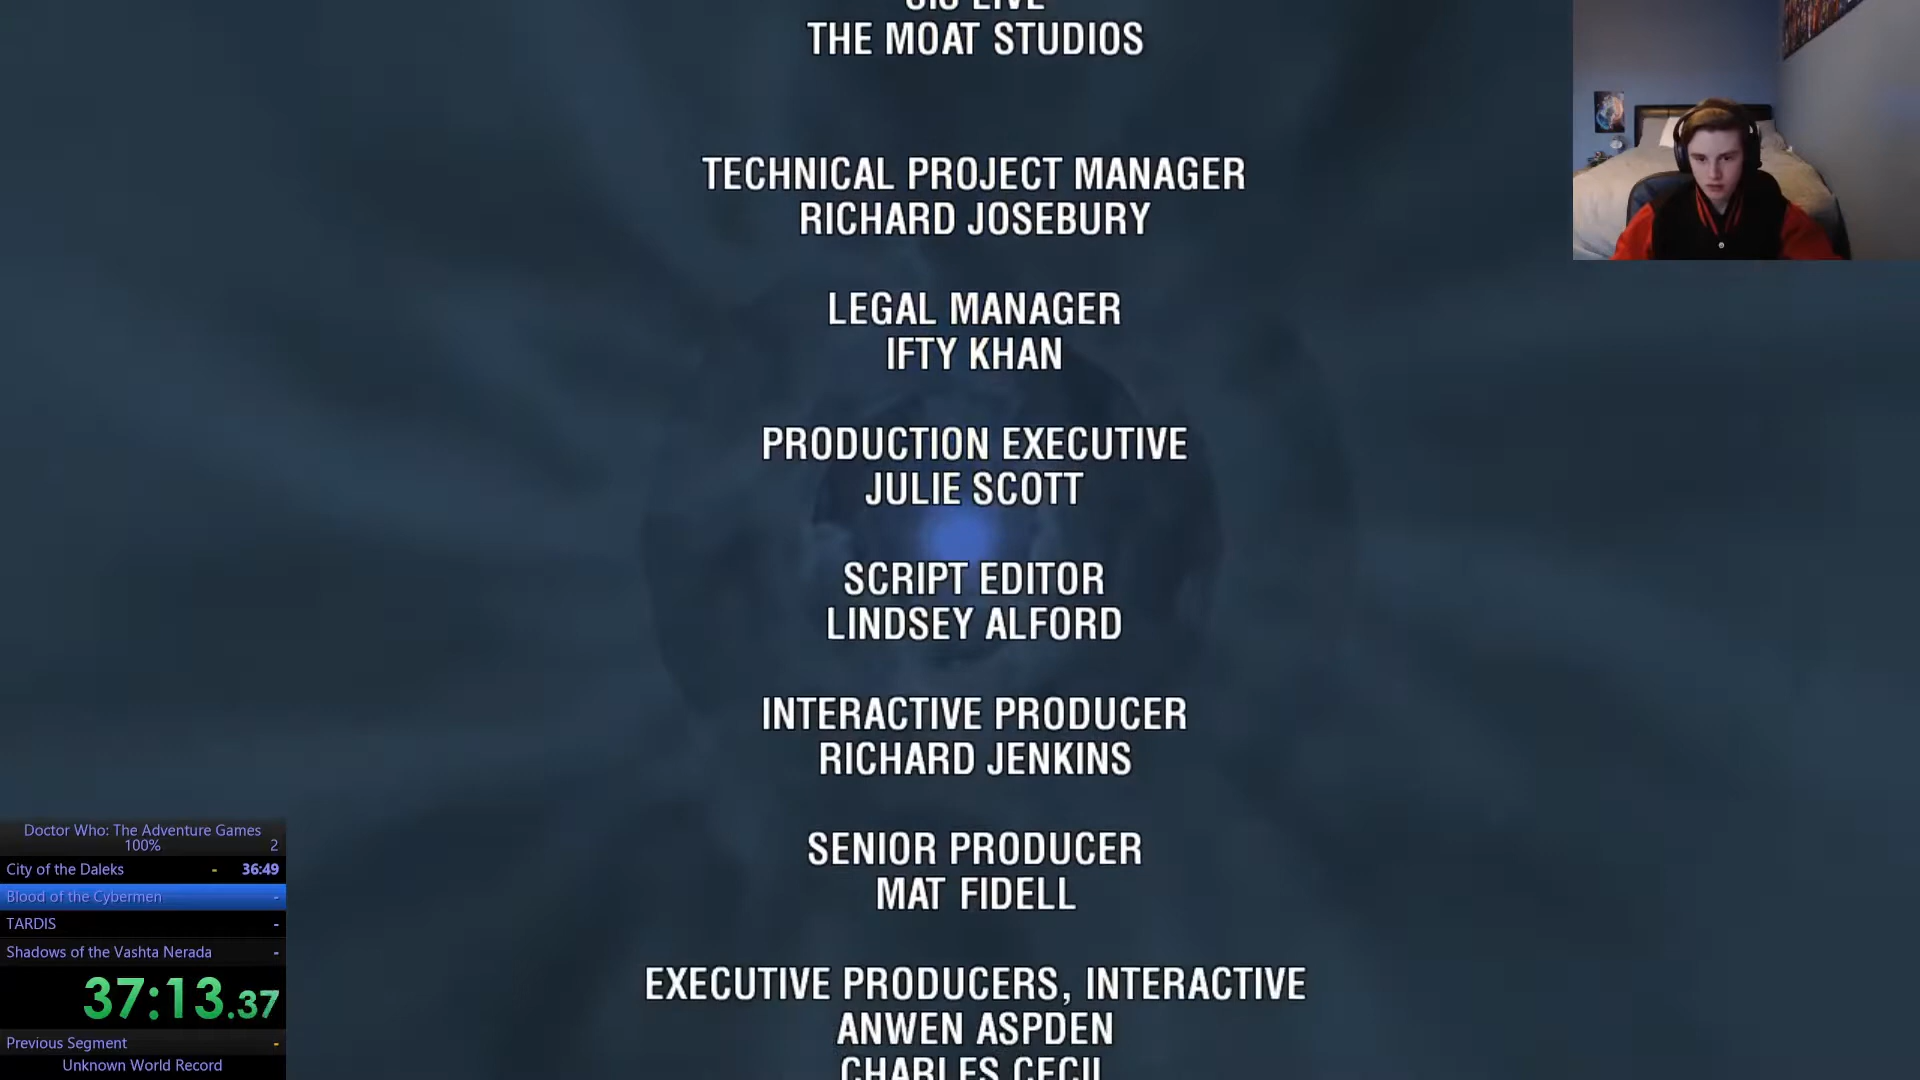 THE MOAT STUDIOS
TECHNICAL PROJECT MANAGER
RICHARD JOSEBURY
LEGAL MANAGER
IFTY KHAN
PRODUCTION EXECUTIVE
JULIE SCOTT
SCRIPT EDITOR
LINDSEY ALFORD
INTERACTIVE PRODUCER
RICHARD JENKINS
SENIOR PRODUCER
MAT FIDELL
EXECUTIVE PRODUCERS, INTERACTIVE
ANWEN ASPDEN
CHARLES CECIL
Doctor Who: The Adventure Games
100% 2
City of the Daleks - 36:49
Blood of the Cybermen -
TARDIS -
Shadows of the Vashta Nerada -
37:13.37
Previous Segment -
Unknown World Record